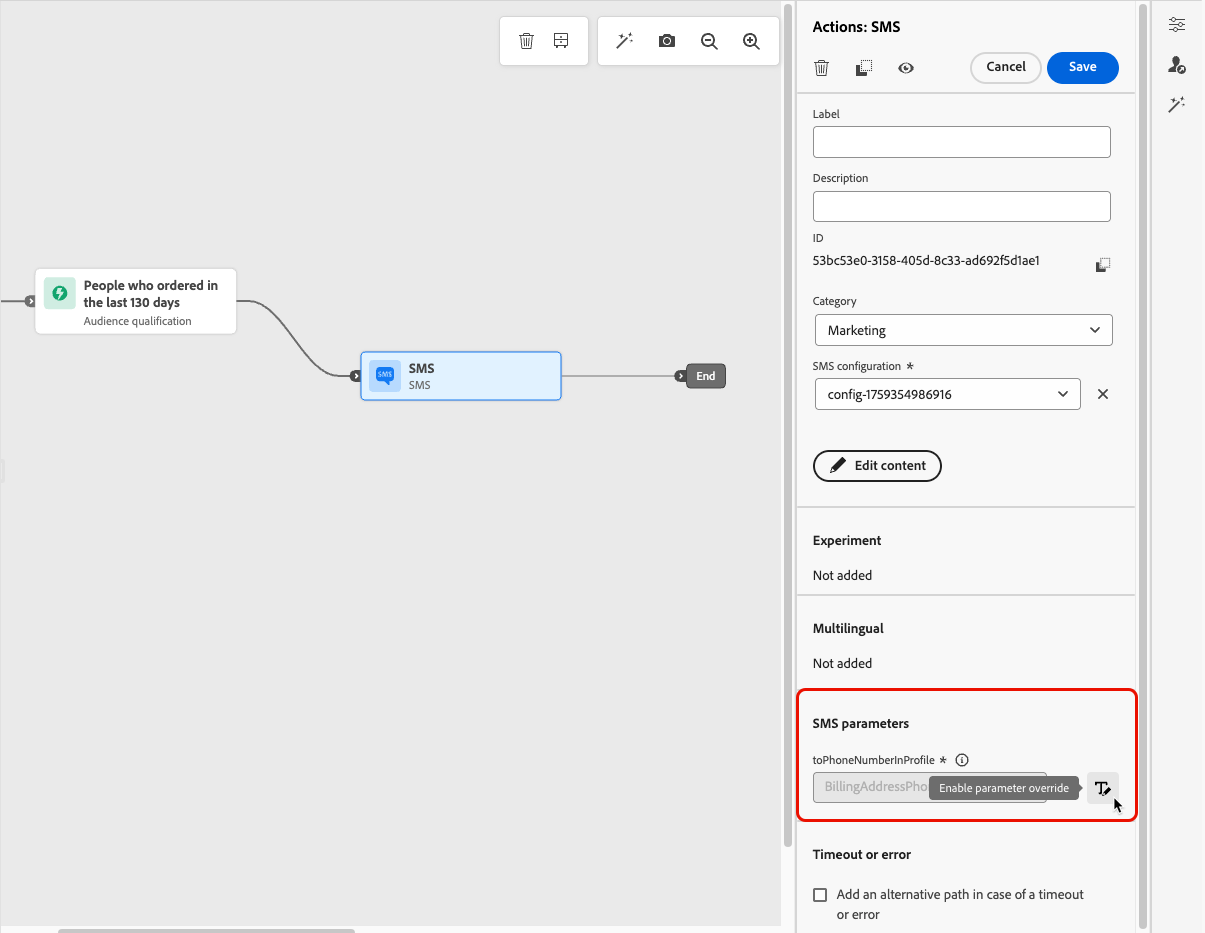 People who ordered in
the last 130 days
Audience qualification
SMS
SMS
SMS
End
Actions: SMS
Cancel
Save
Label
Description
ID
53bc53e0-3158-405d-8c33-ad692f5d1ae1
Category
Marketing
SMS configuration *
config-1759354986916
Edit content
Experiment
Not added
Multilingual
Not added
SMS parameters
toPhoneNumberInProfile *
BillingAddressPho
Enable parameter override
Timeout or error
Add an alternative path in case of a timeout
or error